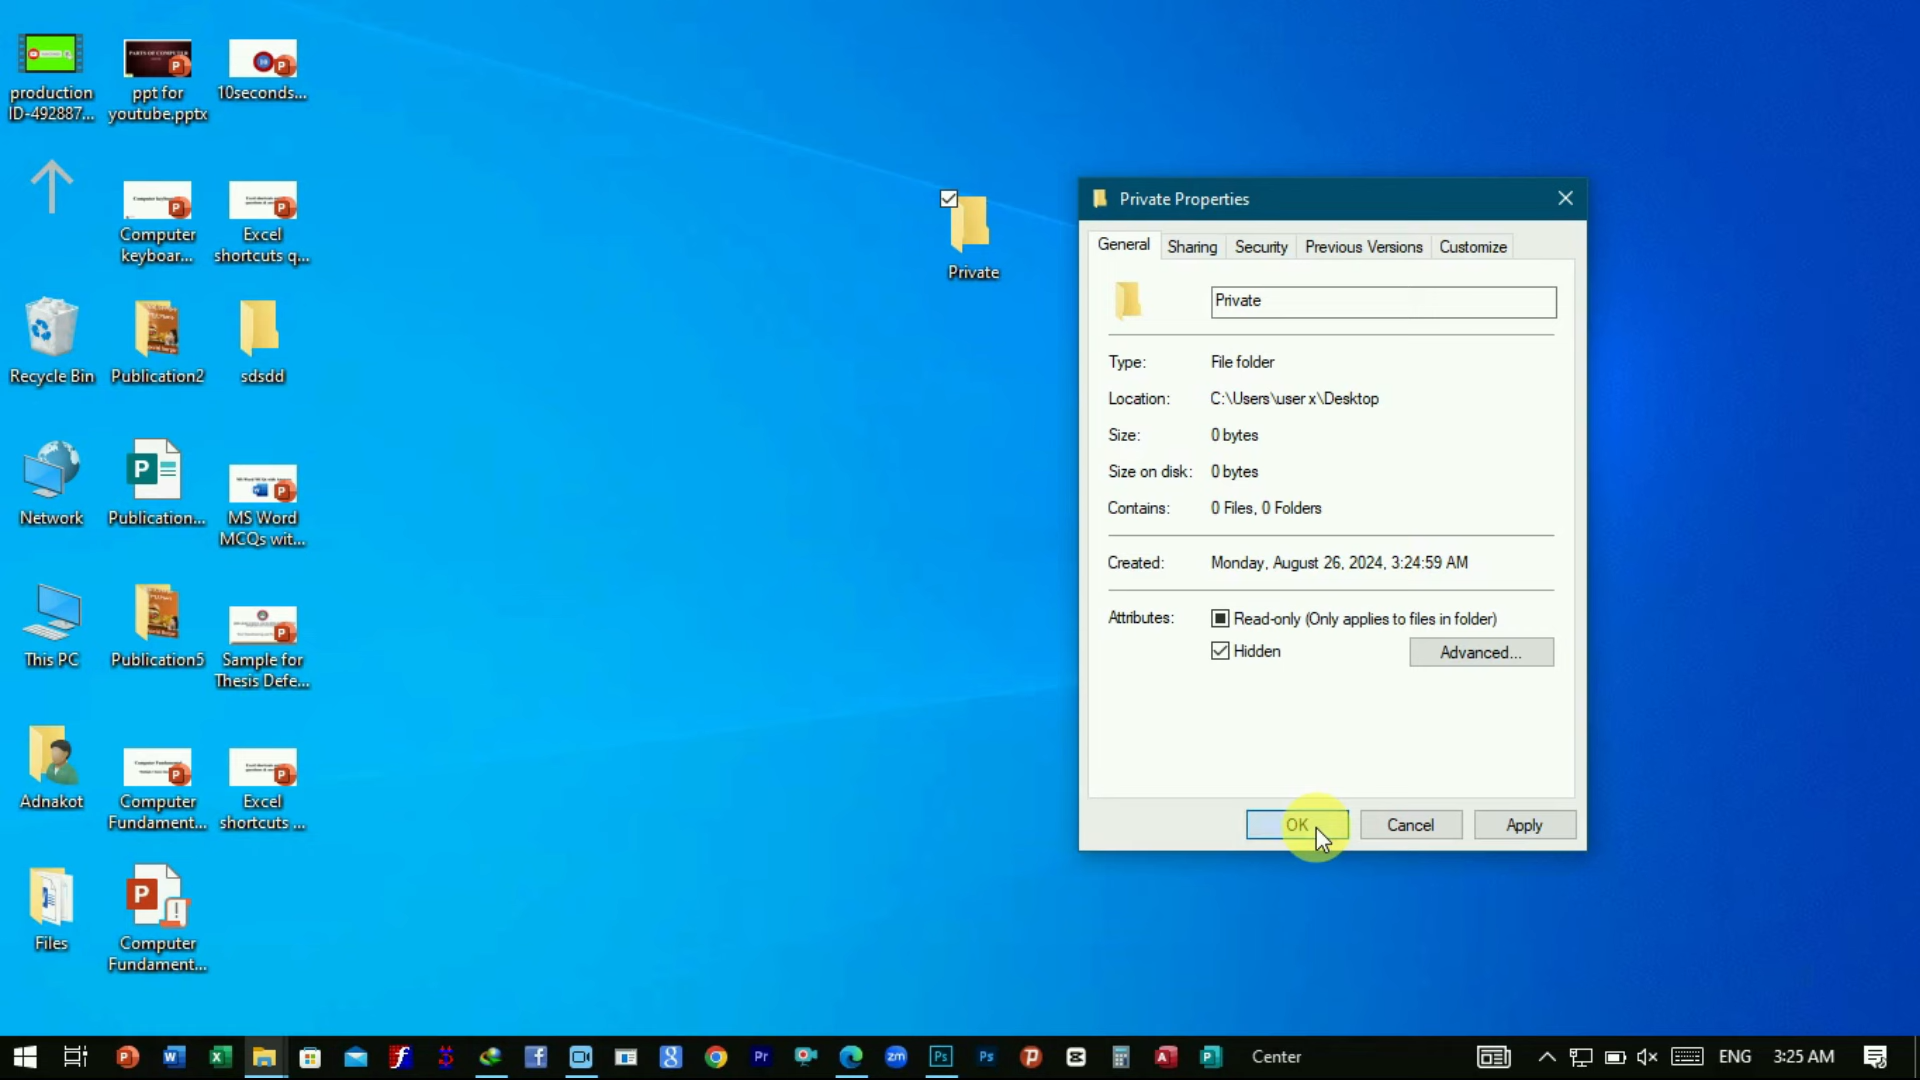 production
ID-492887...
ppt for
youtube.pptx
10seconds...
Computer
keyboar...
Excel
shortcuts q...
Recycle Bin
Publication2
sdsdd
Network
Publication...
MS Word
MCQs wit...
This PC
Publication5
Sample for
Thesis Defe...
Adnakot
Computer
Fundament...
Excel
shortcuts ...
Files
Computer
Fundament...
Private
Private Properties
General
Sharing
Security
Previous Versions
Customize
Private
Type: File folder
Location: C:\Users\user x\Desktop
Size: 0 bytes
Size on disk: 0 bytes
Contains: 0 Files, 0 Folders
Created: Monday, August 26, 2024, 3:24:59 AM
Attributes: Read-only (Only applies to files in folder)
Hidden
Advanced...
OK
Cancel
Apply
Center
ENG
3:25 AM